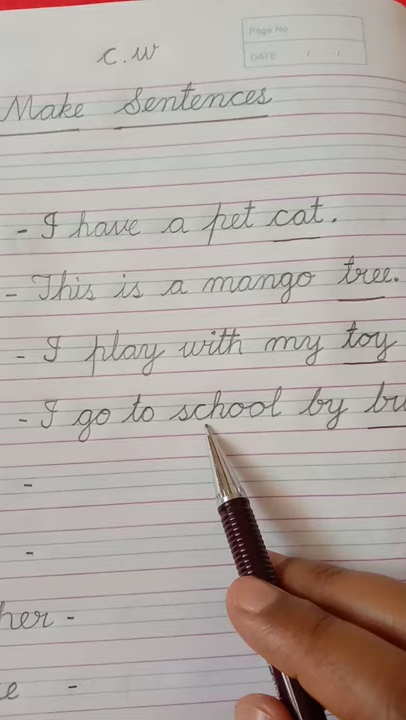 Page No
DATE / /
C.W
Make Sentences
- I have a pet cat.
- This is a mango tree.
- I play with my toy
- I go to school by
-
-
-
-